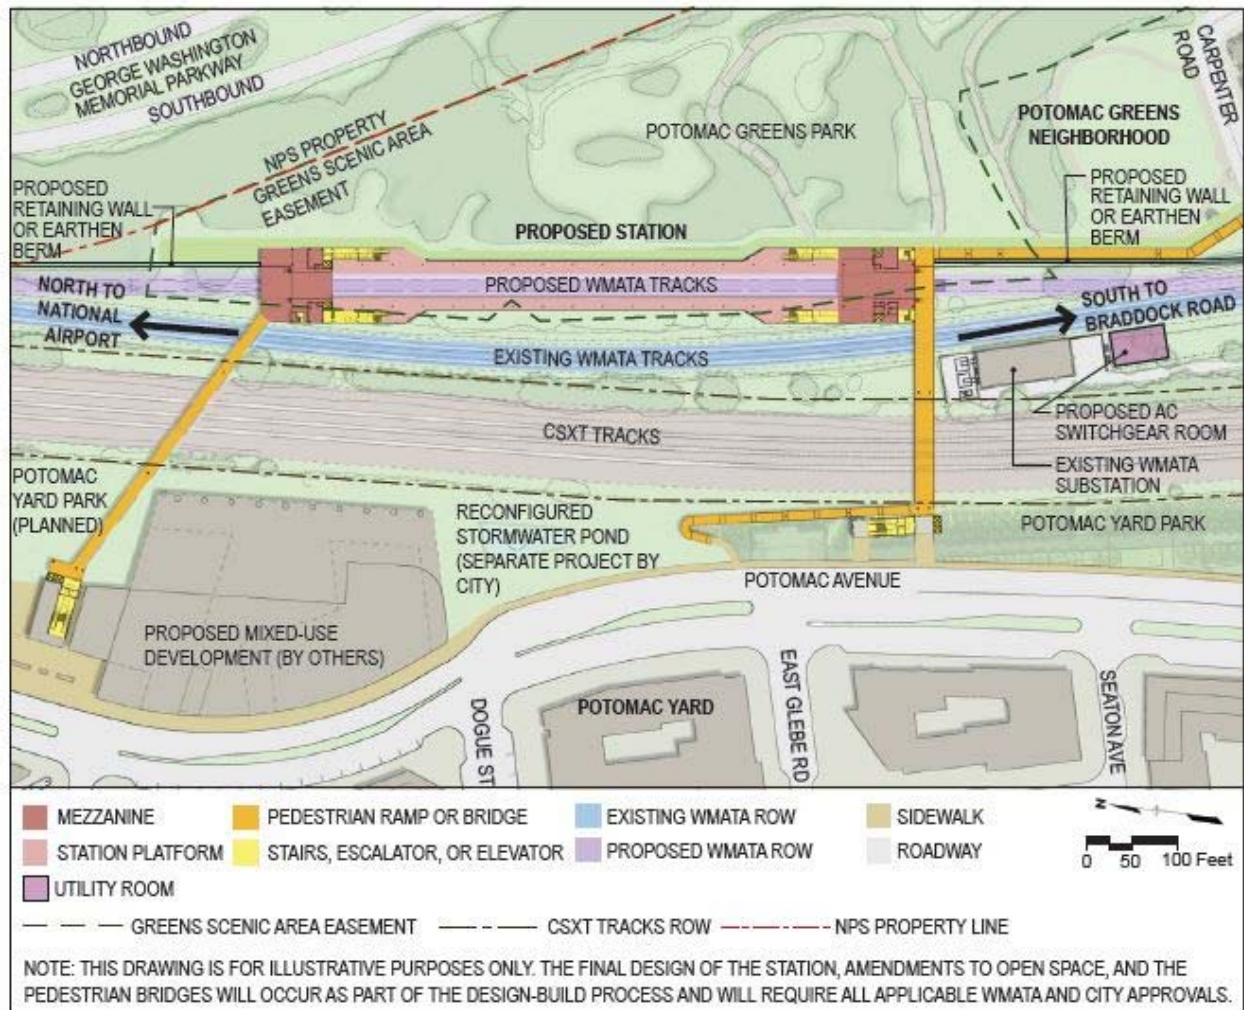 NORTHBOUND
GEORGE WASHINGTON
MEMORIAL PARKWAY
SOUTHBOUND
NPS PROPERTY
GREENS SCENIC AREA
EASEMENT
POTOMAC GREENS PARK
CARPENTER
ROAD
POTOMAC GREENS
NEIGHBORHOOD
PROPOSED
RETAINING WALL
OR EARTHEN
BERM
PROPOSED STATION
PROPOSED
RETAINING WALL
OR EARTHEN
BERM
PROPOSED WMATA TRACKS
NORTH TO
NATIONAL
AIRPORT
SOUTH TO
BRADDOCK ROAD
EXISTING WMATA TRACKS
CSXT TRACKS
PROPOSED AC
SWITCHGEAR ROOM
EXISTING WMATA
SUBSTATION
POTOMAC
YARD PARK
(PLANNED)
RECONFIGURED
STORMWATER POND
(SEPARATE PROJECT BY
CITY)
POTOMAC YARD PARK
POTOMAC AVENUE
PROPOSED MIXED-USE
DEVELOPMENT (BY OTHERS)
DOGUE ST
POTOMAC YARD
EAST GLEBE RD
SEATON AVE
MEZZANINE
PEDESTRIAN RAMP OR BRIDGE
EXISTING WMATA ROW
SIDEWALK
STATION PLATFORM
STAIRS, ESCALATOR, OR ELEVATOR
PROPOSED WMATA ROW
ROADWAY
UTILITY ROOM
N
0 50 100 Feet
GREENS SCENIC AREA EASEMENT
CSXT TRACKS ROW
NPS PROPERTY LINE
NOTE: THIS DRAWING IS FOR ILLUSTRATIVE PURPOSES ONLY. THE FINAL DESIGN OF THE STATION, AMENDMENTS TO OPEN SPACE, AND THE
PEDESTRIAN BRIDGES WILL OCCUR AS PART OF THE DESIGN-BUILD PROCESS AND WILL REQUIRE ALL APPLICABLE WMATA AND CITY APPROVALS.